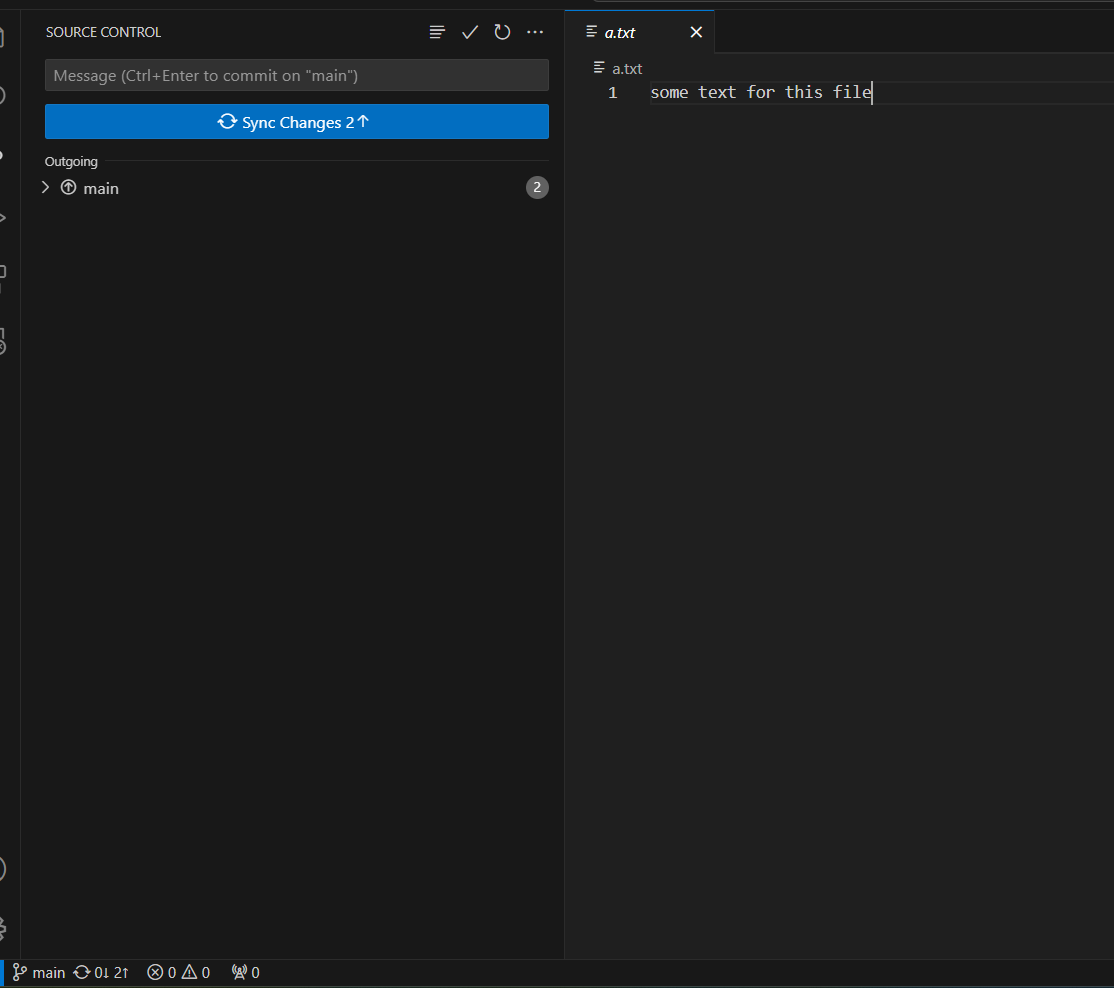 SOURCE CONTROL
Message (Ctrl+Enter to commit on "main")
Sync Changes 2↑
Outgoing
main 2
a.txt
a.txt
1 some text for this file
main 0↓ 2↑ 0 0 0